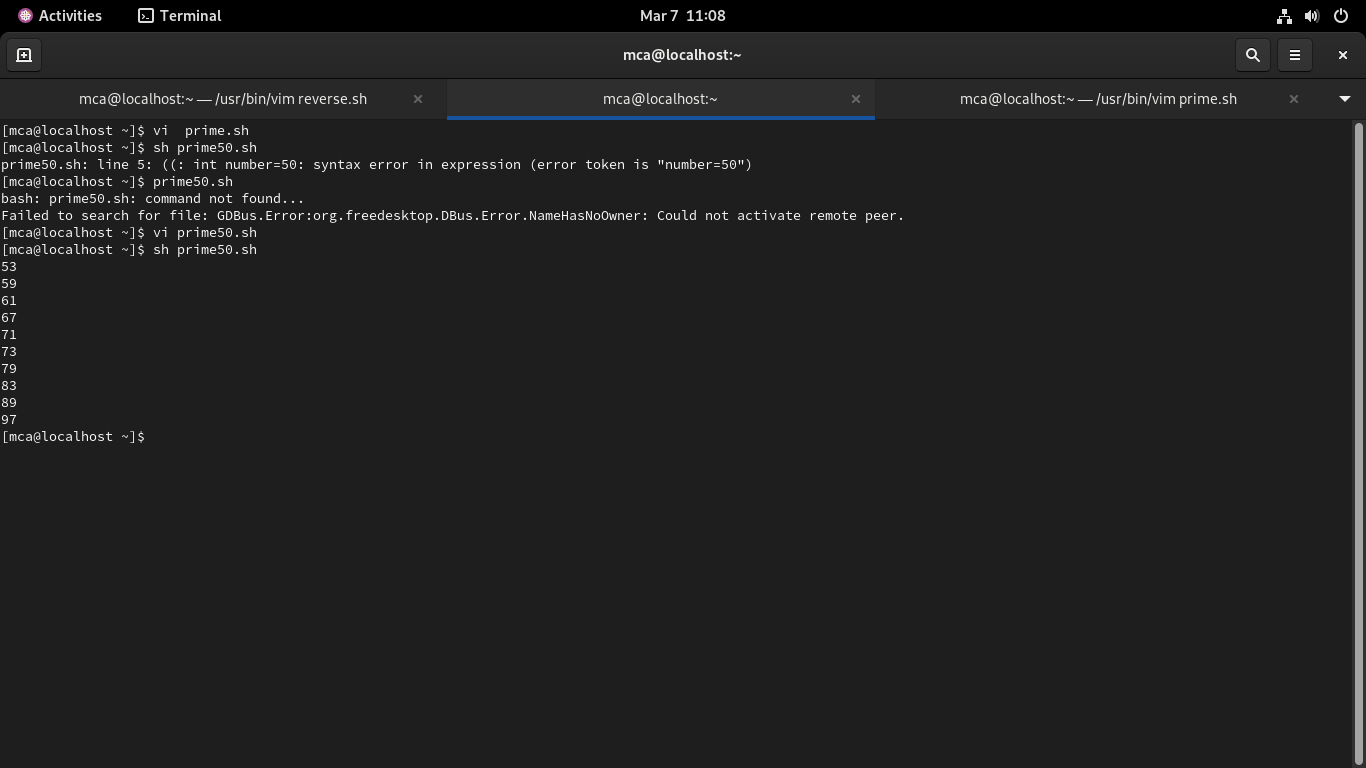 Activities Terminal Mar 7 11:08
mca@localhost:~
mca@localhost:~ — /usr/bin/vim reverse.sh mca@localhost:~ mca@localhost:~ — /usr/bin/vim prime.sh
[mca@localhost ~]$ vi  prime.sh
[mca@localhost ~]$ sh prime50.sh
prime50.sh: line 5: ((: int number=50: syntax error in expression (error token is "number=50")
[mca@localhost ~]$ prime50.sh
bash: prime50.sh: command not found...
Failed to search for file: GDBus.Error:org.freedesktop.DBus.Error.NameHasNoOwner: Could not activate remote peer.
[mca@localhost ~]$ vi prime50.sh
[mca@localhost ~]$ sh prime50.sh
53
59
61
67
71
73
79
83
89
97
[mca@localhost ~]$